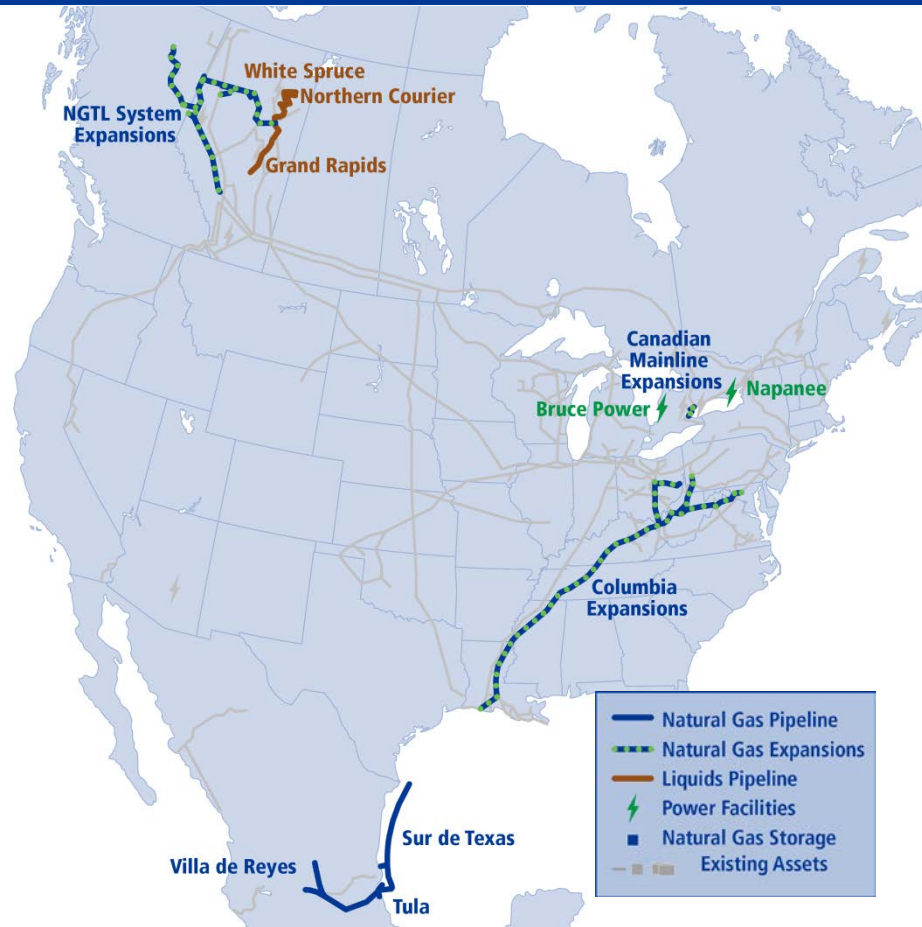 White Spruce
Northern Courier
NGTL System
Expansions
Grand Rapids
Canadian
Mainline
Expansions
Napanee
Bruce Power
Columbia
Expansions
Natural Gas Pipeline
Natural Gas Expansions
Liquids Pipeline
Power Facilities
Natural Gas Storage
Existing Assets
Sur de Texas
Villa de Reyes
Tula